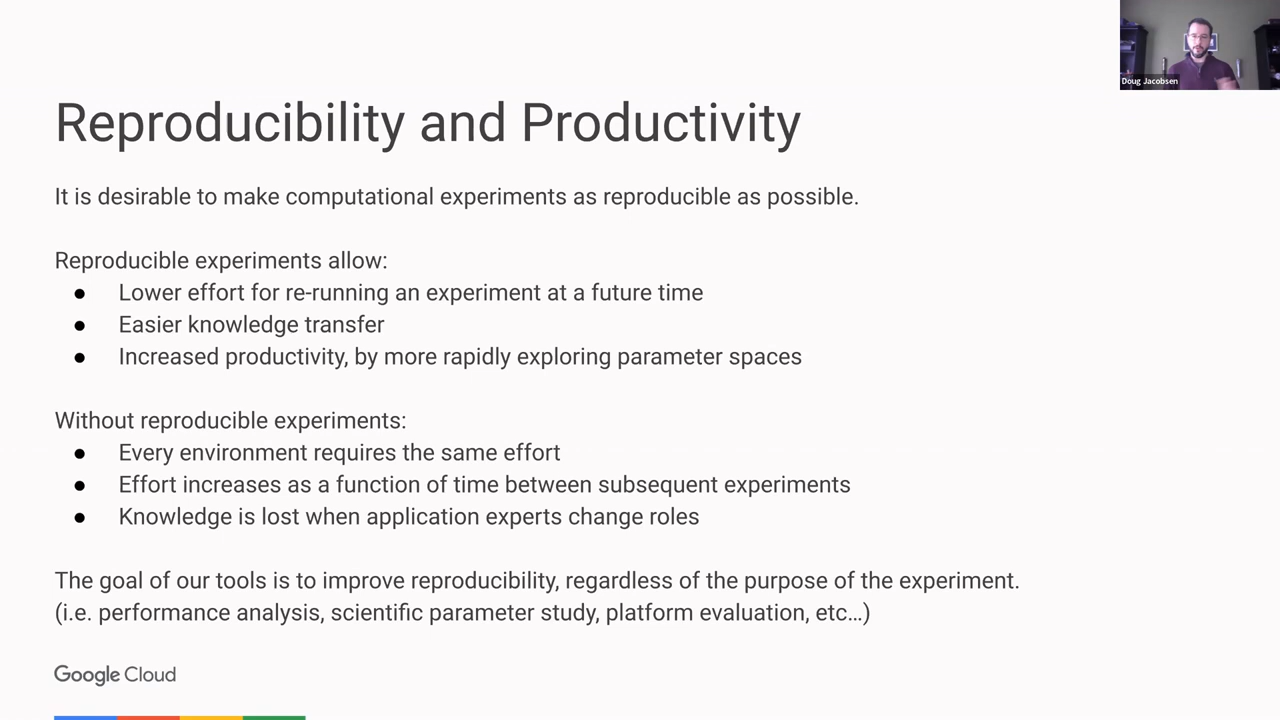 Doug Jacobsen
Reproducibility and Productivity
It is desirable to make computational experiments as reproducible as possible.
Reproducible experiments allow:
● Lower effort for re-running an experiment at a future time
● Easier knowledge transfer
● Increased productivity, by more rapidly exploring parameter spaces
Without reproducible experiments:
● Every environment requires the same effort
● Effort increases as a function of time between subsequent experiments
● Knowledge is lost when application experts change roles
The goal of our tools is to improve reproducibility, regardless of the purpose of the experiment.
(i.e. performance analysis, scientific parameter study, platform evaluation, etc…)
Google Cloud